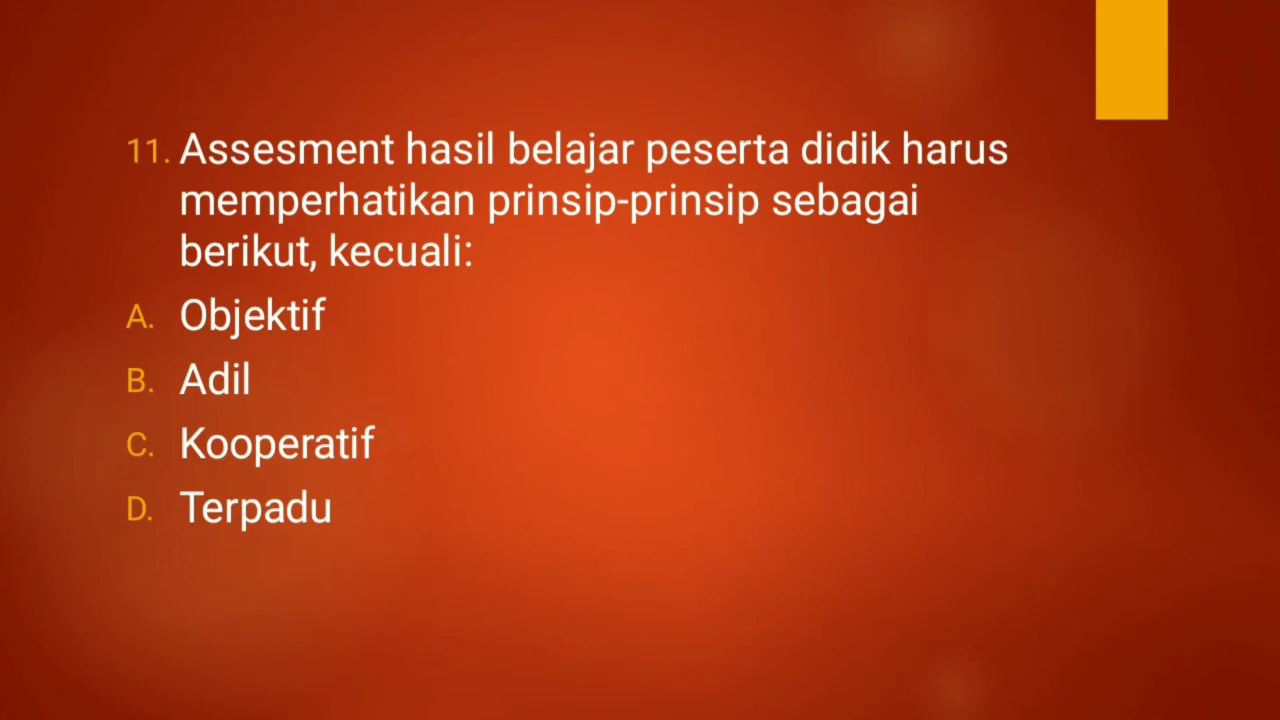 11. Assesment hasil belajar peserta didik harus
memperhatikan prinsip-prinsip sebagai
berikut, kecuali:
A. Objektif
B. Adil
C. Kooperatif
D. Terpadu